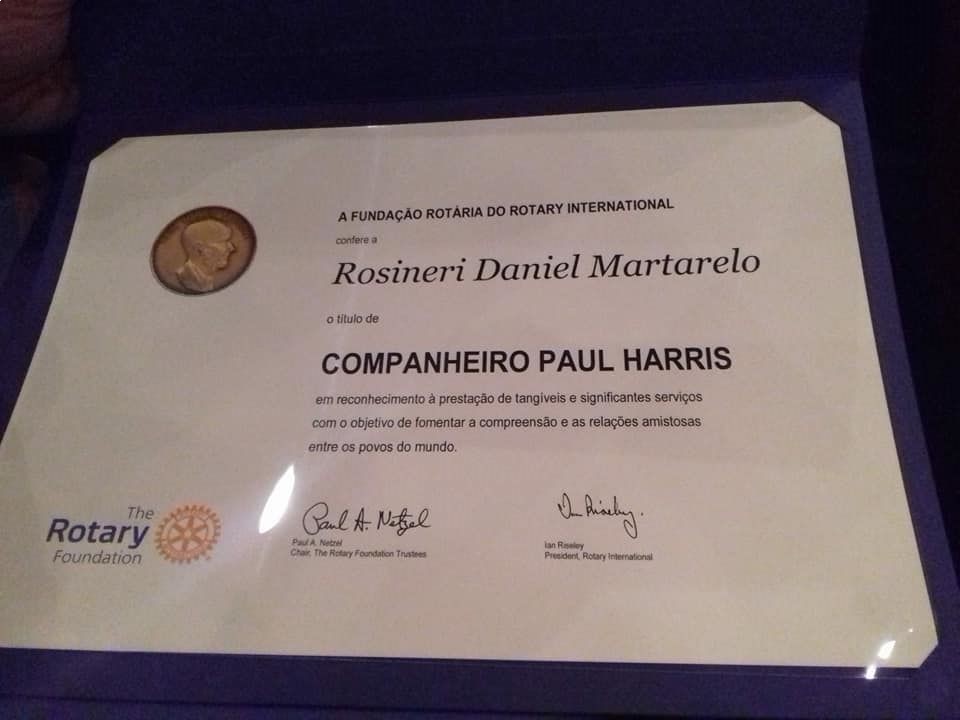 A FUNDAÇÃO ROTÁRIA DO ROTARY INTERNATIONAL
confere a
Rosineri Daniel Martarelo
o título de
COMPANHEIRO PAUL HARRIS
em reconhecimento à prestação de tangíveis e significantes serviços
com o objetivo de fomentar a compreensão e as relações amistosas
entre os povos do mundo.
The
Rotary
Foundation
Paul A. Netzel
Paul A. Netzel
Chair, The Rotary Foundation Trustees
Ian Riseley.
Ian Riseley
President, Rotary International